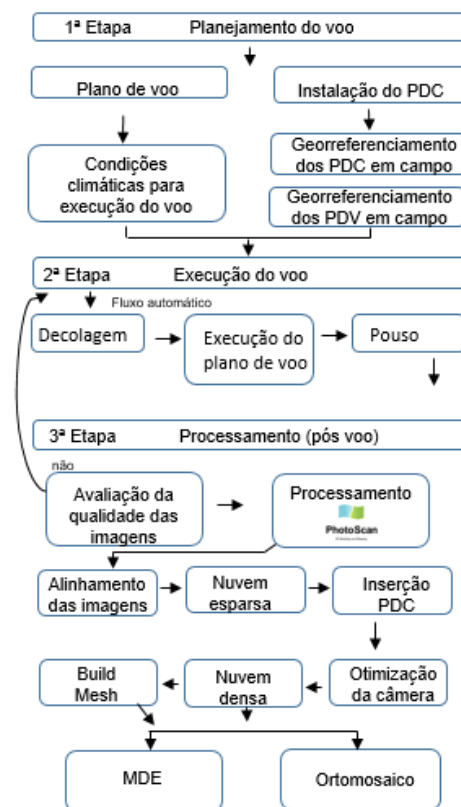 1ª Etapa Planejamento do voo
Plano de voo
Instalação do PDC
Condições
climáticas para
execução do voo
Georreferenciamento
dos PDC em campo
Georreferenciamento
dos PDV em campo
2ª Etapa Execução do voo
Fluxo automático
Decolagem
Execução do
plano de voo
Pouso
3ª Etapa Processamento (pós voo)
não
Avaliação da
qualidade das
imagens
Processamento
PhotoScan
Alinhamento
das imagens
Nuvem
esparsa
Inserção
PDC
Build
Mesh
Nuvem
densa
Otimização
da câmera
MDE
Ortomosaico